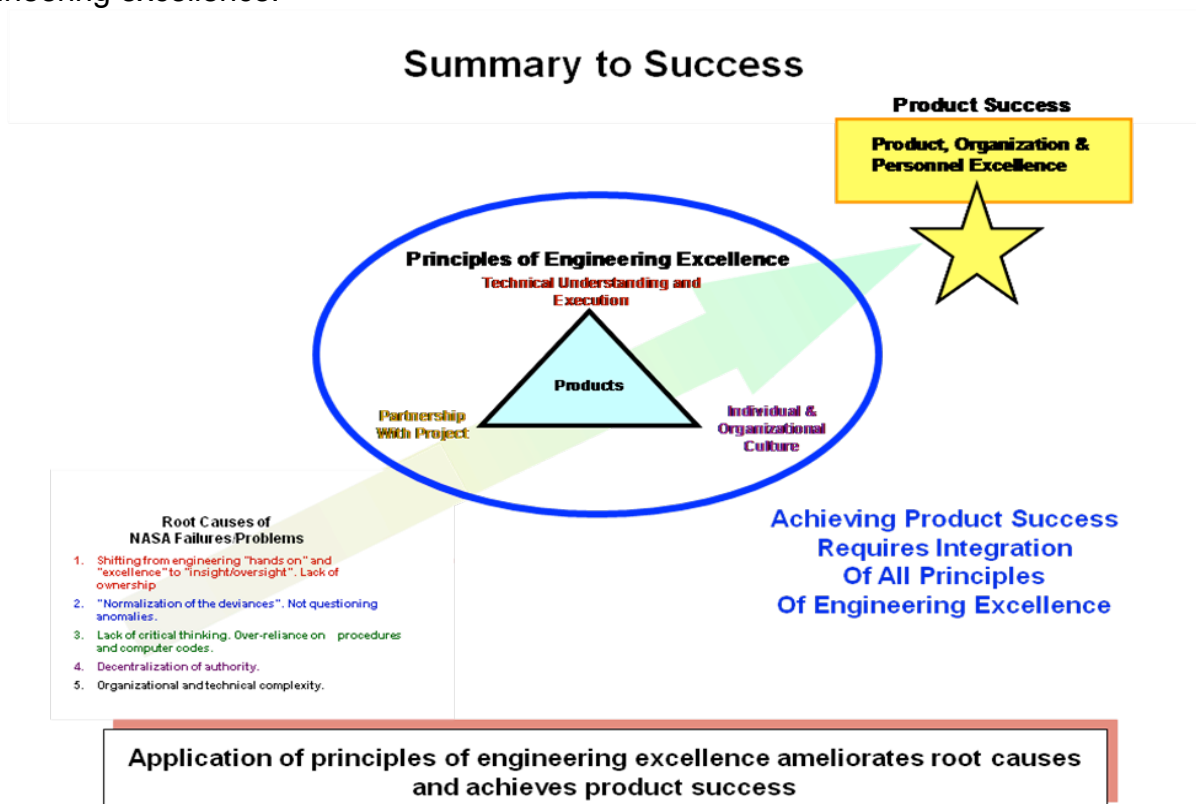 Summary to Success
Product Success
Product, Organization &
Personnel Excellence
Principles of Engineering Excellence
Technical Understanding and
Execution
Products
Partnership
With Project
Individual &
Organizational
Culture
Root Causes of
NASA Failures/Problems
1. Shifting from engineering "hands on" and
"excellence" to "insight/oversight". Lack of
ownership
2. "Normalization of the deviances". Not questioning
anomalies.
3. Lack of critical thinking. Over-reliance on procedures
and computer codes.
4. Decentralization of authority.
5. Organizational and technical complexity.
Achieving Product Success
Requires Integration
Of All Principles
Of Engineering Excellence
Application of principles of engineering excellence ameliorates root causes
and achieves product success